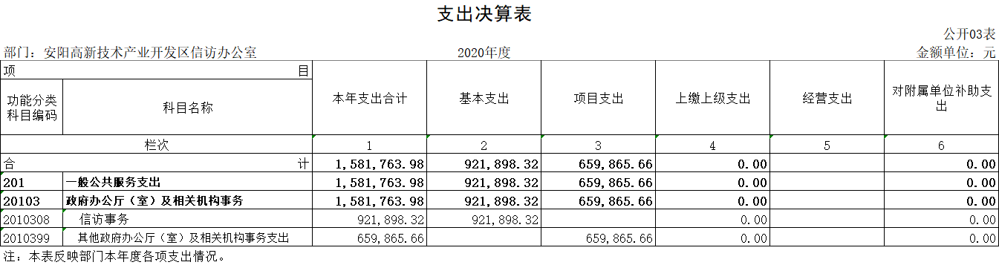 支出决算表
公开03表
部门：安阳高新技术产业开发区信访办公室 2020年度 金额单位：元
项 目 本年支出合计 基本支出 项目支出 上缴上级支出 经营支出 对附属单位补助支出
功能分类科目编码 科目名称
栏次 1 2 3 4 5 6
合 计 1,581,763.98 921,898.32 659,865.66 0.00 0.00
201 一般公共服务支出 1,581,763.98 921,898.32 659,865.66 0.00 0.00
20103 政府办公厅（室）及相关机构事务 1,581,763.98 921,898.32 659,865.66 0.00 0.00
2010308 信访事务 921,898.32 921,898.32 0.00 0.00
2010399 其他政府办公厅（室）及相关机构事务支出 659,865.66 659,865.66 0.00 0.00
注：本表反映部门本年度各项支出情况。